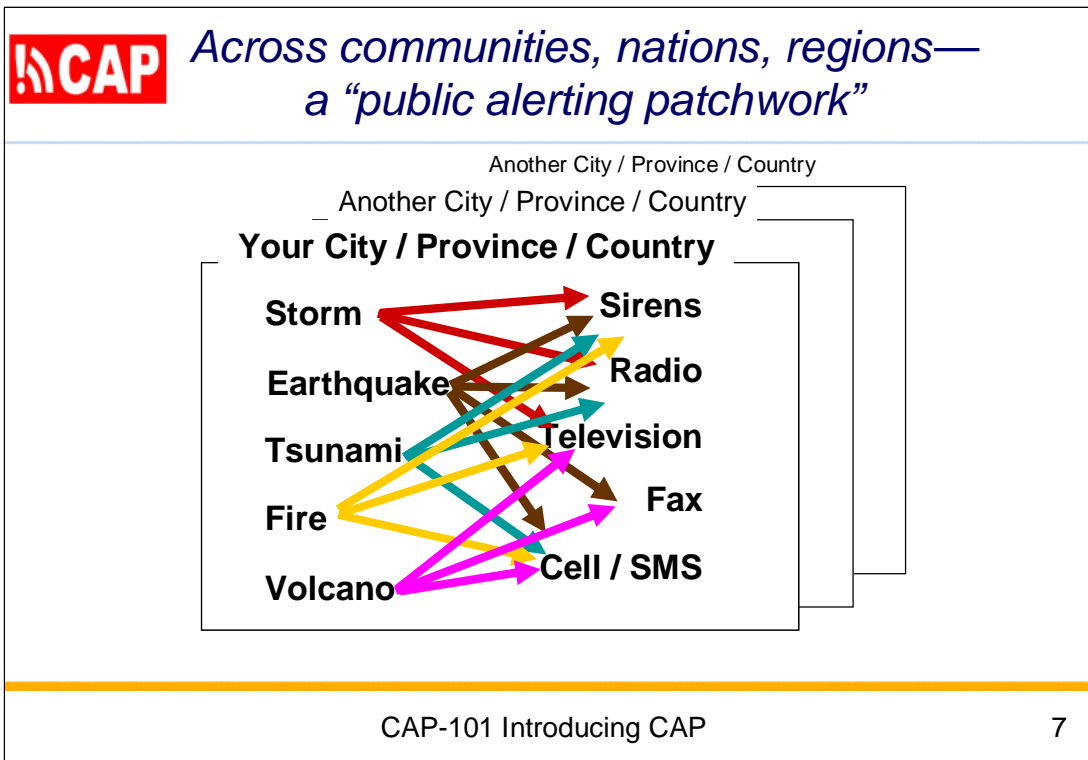 CAP
Across communities, nations, regions—
a “public alerting patchwork”
Another City / Province / Country
Another City / Province / Country
Your City / Province / Country
Storm
Sirens
Earthquake
Radio
Tsunami
Television
Fire
Fax
Volcano
Cell / SMS
CAP-101 Introducing CAP
7